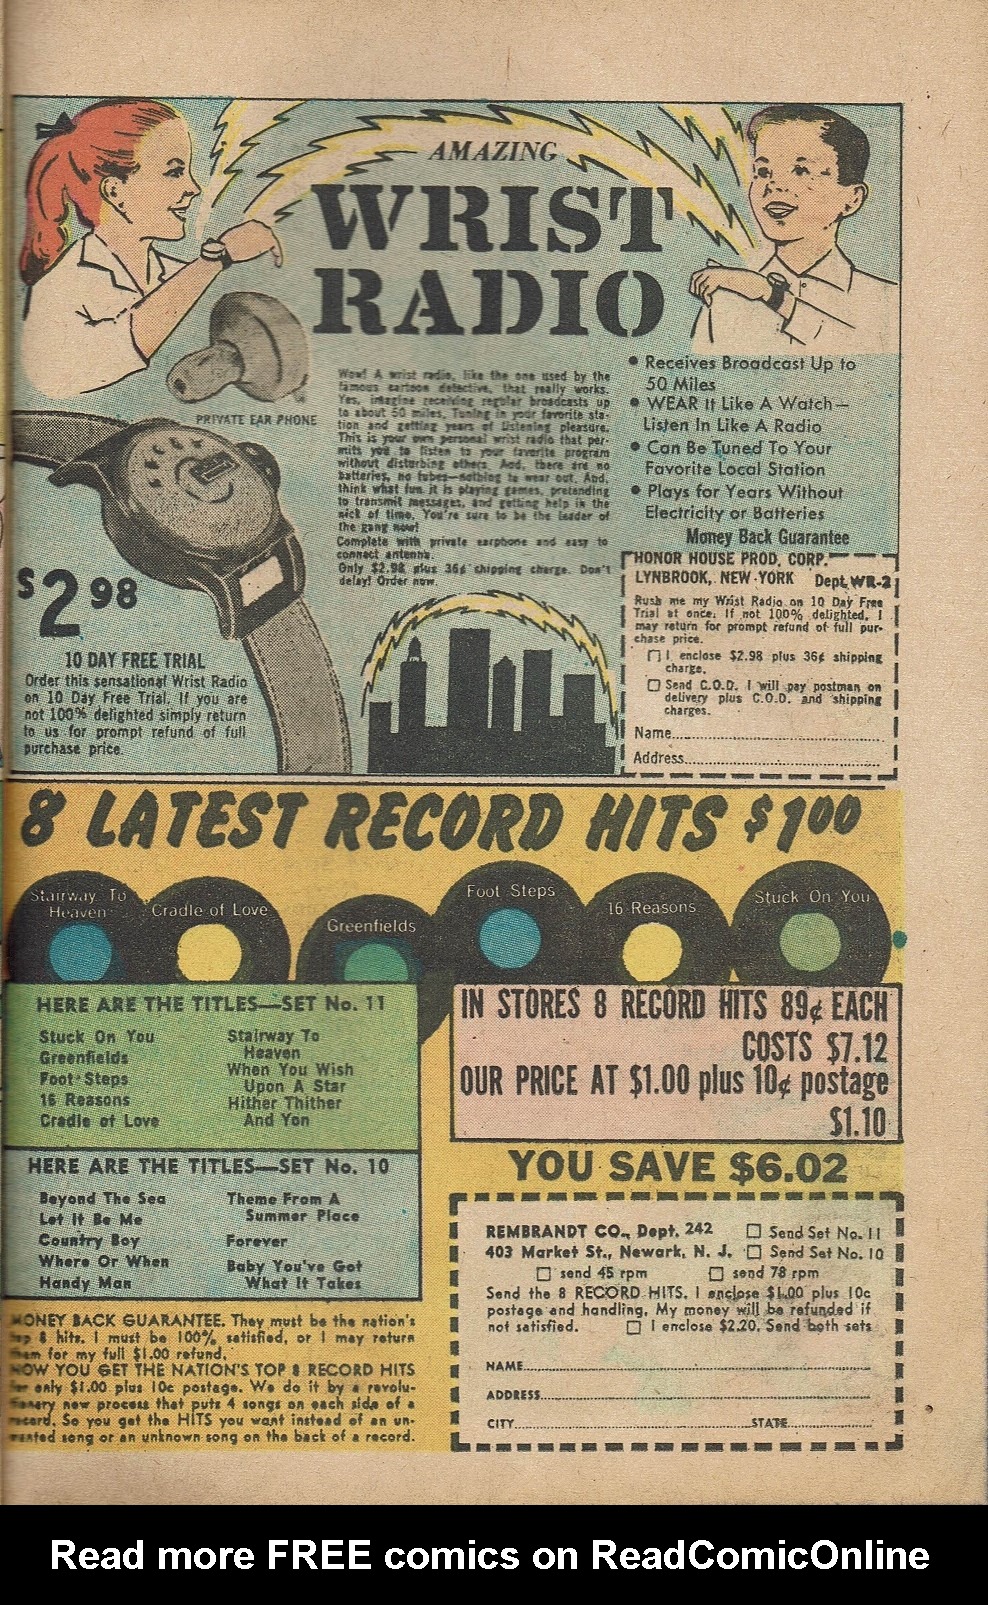 AMAZING
WRIST
RADIO
PRIVATE EAR PHONE
Wow! A wrist radio, like the one used by the
famous cartoon detective, that really works.
Yes, imagine receiving regular broadcasts up
to about 50 miles. Tuning in your favorite sta-
tion and getting years of listening pleasure.
This is your own personal wrist radio that per-
mits you to listen to your favorite program
without disturbing others. And, there are no
batteries, no tubes—nothing to wear out. And,
think what fun it is playing games, pretending
to transmit messages, and getting help in the
nick of time. You're sure to be the leader of
the gang now!
Complete with private earphone and easy to
connect antenna.
Only $2.98 plus 36¢ shipping charge. Don't
delay! Order now.
• Receives Broadcast Up to
50 Miles
• WEAR It Like A Watch—
Listen In Like A Radio
• Can Be Tuned To Your
Favorite Local Station
• Plays for Years Without
Electricity or Batteries
Money Back Guarantee
$2.98
10 DAY FREE TRIAL
Order this sensational Wrist Radio
on 10 Day Free Trial. If you are
not 100% delighted simply return
to us for prompt refund of full
purchase price.
HONOR HOUSE PROD. CORP.
LYNBROOK, NEW YORK Dept. WR-2
Rush me my Wrist Radio on 10 Day Free
Trial at once. If not 100% delighted, I
may return for prompt refund of full pur-
chase price.
I enclose $2.98 plus 36¢ shipping
charge.
Send C.O.D. I will pay postman on
delivery plus C.O.D. and shipping
charges.
Name
Address
8 LATEST RECORD HITS $1.00
Stairway To
Heaven
Cradle of Love
Greenfields
Foot Steps
16 Reasons
Stuck On You
HERE ARE THE TITLES—SET No. 11
Stuck On You
Greenfields
Foot Steps
16 Reasons
Cradle of Love
Stairway To
Heaven
When You Wish
Upon A Star
Hither Thither
And Yon
HERE ARE THE TITLES—SET No. 10
Beyond The Sea
Let It Be Me
Country Boy
Where Or When
Handy Man
Theme From A
Summer Place
Forever
Baby You've Got
What It Takes
MONEY BACK GUARANTEE. They must be the nation's
top 8 hits. I must be 100% satisfied, or I may return
them for my full $1.00 refund.
NOW YOU GET THE NATION'S TOP 8 RECORD HITS
for only $1.00 plus 10c postage. We do it by a revolu-
tionary new process that puts 4 songs on each side of a
record. So you get the HITS you want instead of an un-
wanted song or an unknown song on the back of a record.
IN STORES 8 RECORD HITS 89¢ EACH
COSTS $7.12
OUR PRICE AT $1.00 plus 10¢ postage
$1.10
YOU SAVE $6.02
REMBRANDT CO., Dept. 242 Send Set No. 11
403 Market St., Newark, N. J. Send Set No. 10
send 45 rpm send 78 rpm
Send the 8 RECORD HITS. I enclose $1.00 plus 10c
postage and handling. My money will be refunded if
not satisfied. I enclose $2.20. Send both sets
NAME
ADDRESS
CITY STATE
Read more FREE comics on ReadComicOnline